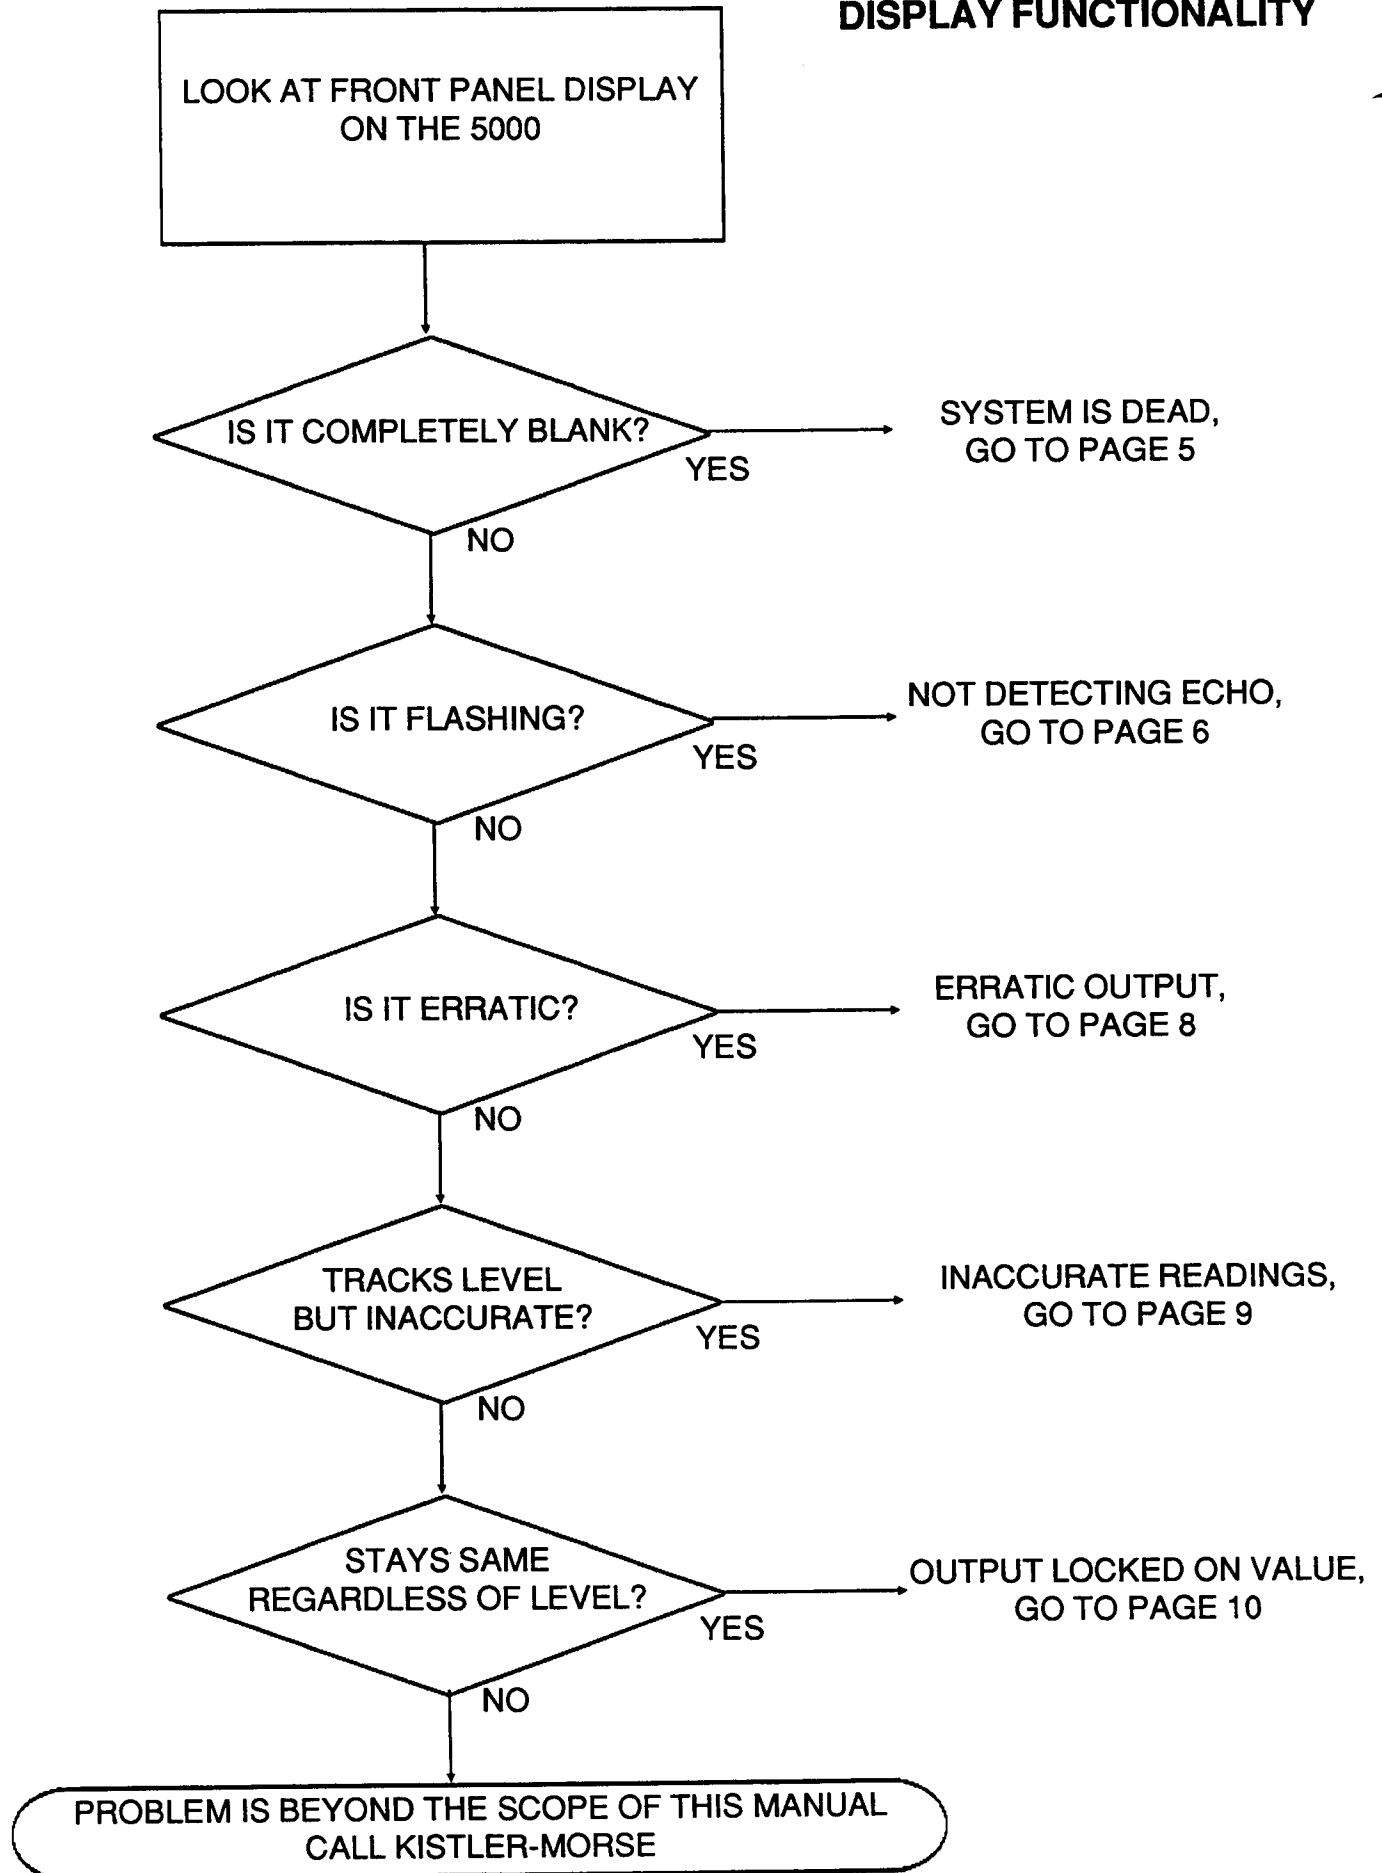 DISPLAY FUNCTIONALITY
LOOK AT FRONT PANEL DISPLAY
ON THE 5000
IS IT COMPLETELY BLANK?
YES
SYSTEM IS DEAD,
GO TO PAGE 5
NO
IS IT FLASHING?
YES
NOT DETECTING ECHO,
GO TO PAGE 6
NO
IS IT ERRATIC?
YES
ERRATIC OUTPUT,
GO TO PAGE 8
NO
TRACKS LEVEL
BUT INACCURATE?
YES
INACCURATE READINGS,
GO TO PAGE 9
NO
STAYS SAME
REGARDLESS OF LEVEL?
YES
OUTPUT LOCKED ON VALUE,
GO TO PAGE 10
NO
PROBLEM IS BEYOND THE SCOPE OF THIS MANUAL
CALL KISTLER-MORSE